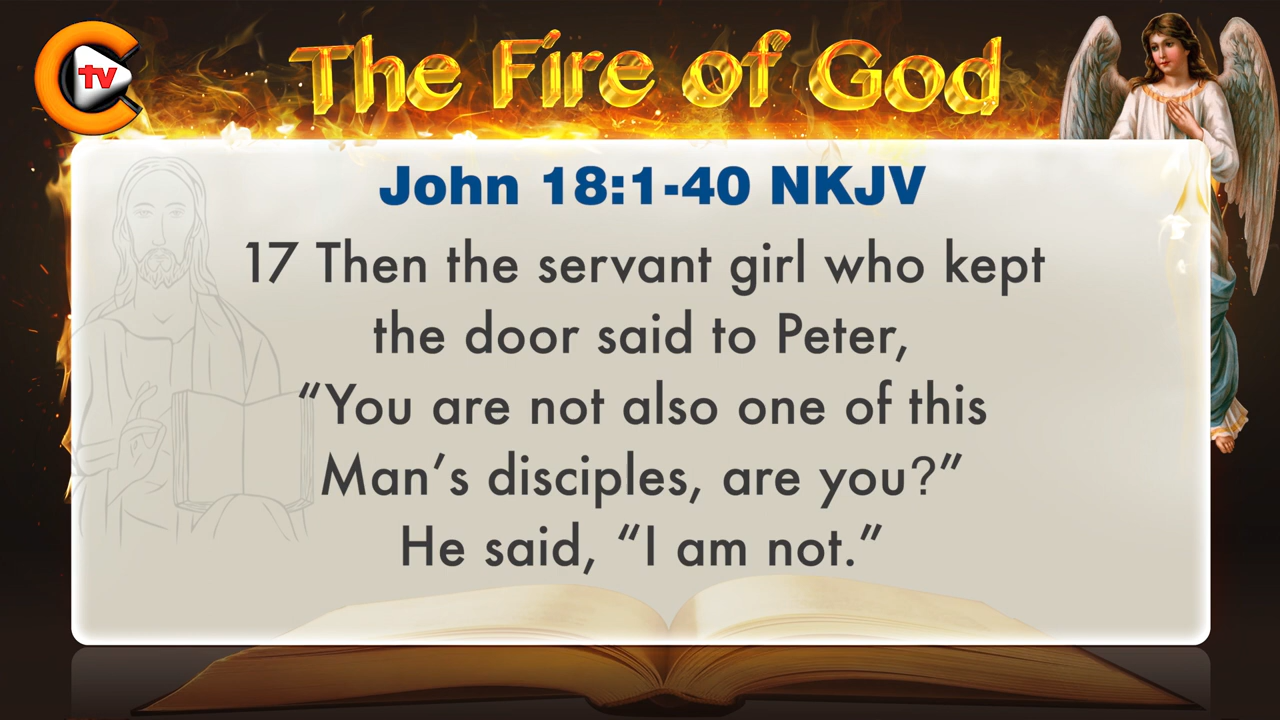 tv
The Fire of God
John 18:1-40 NKJV
17 Then the servant girl who kept
the door said to Peter,
“You are not also one of this
Man’s disciples, are you?”
He said, “I am not.”